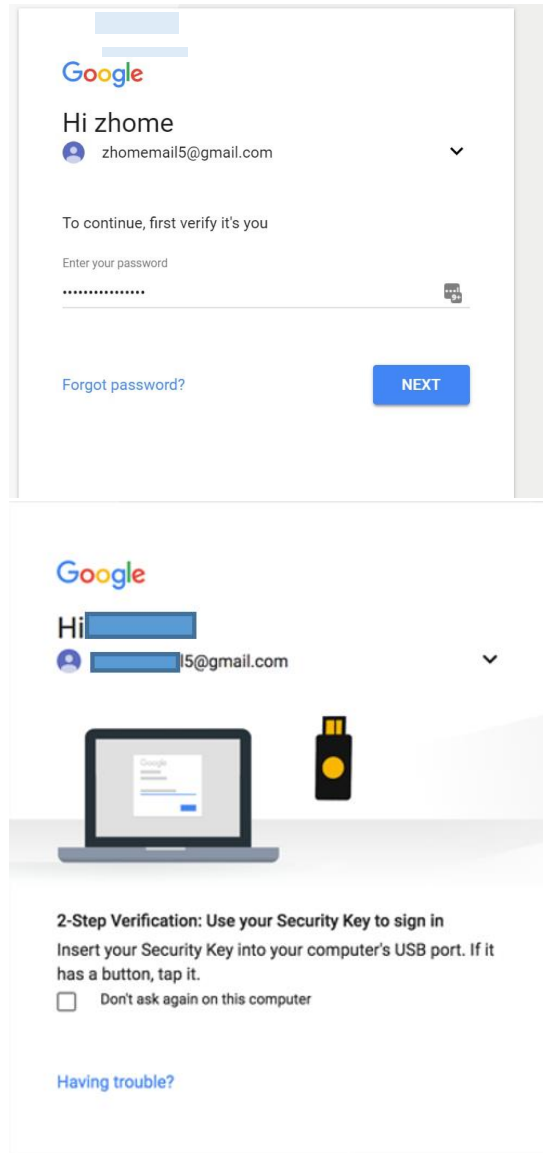 Google
Hi zhome
zhomemail5@gmail.com
To continue, first verify it's you
Enter your password
••••••••••••••••
9+
Forgot password?
NEXT
Google
Hi
l5@gmail.com
Google
2-Step Verification: Use your Security Key to sign in
Insert your Security Key into your computer's USB port. If it
has a button, tap it.
Don't ask again on this computer
Having trouble?